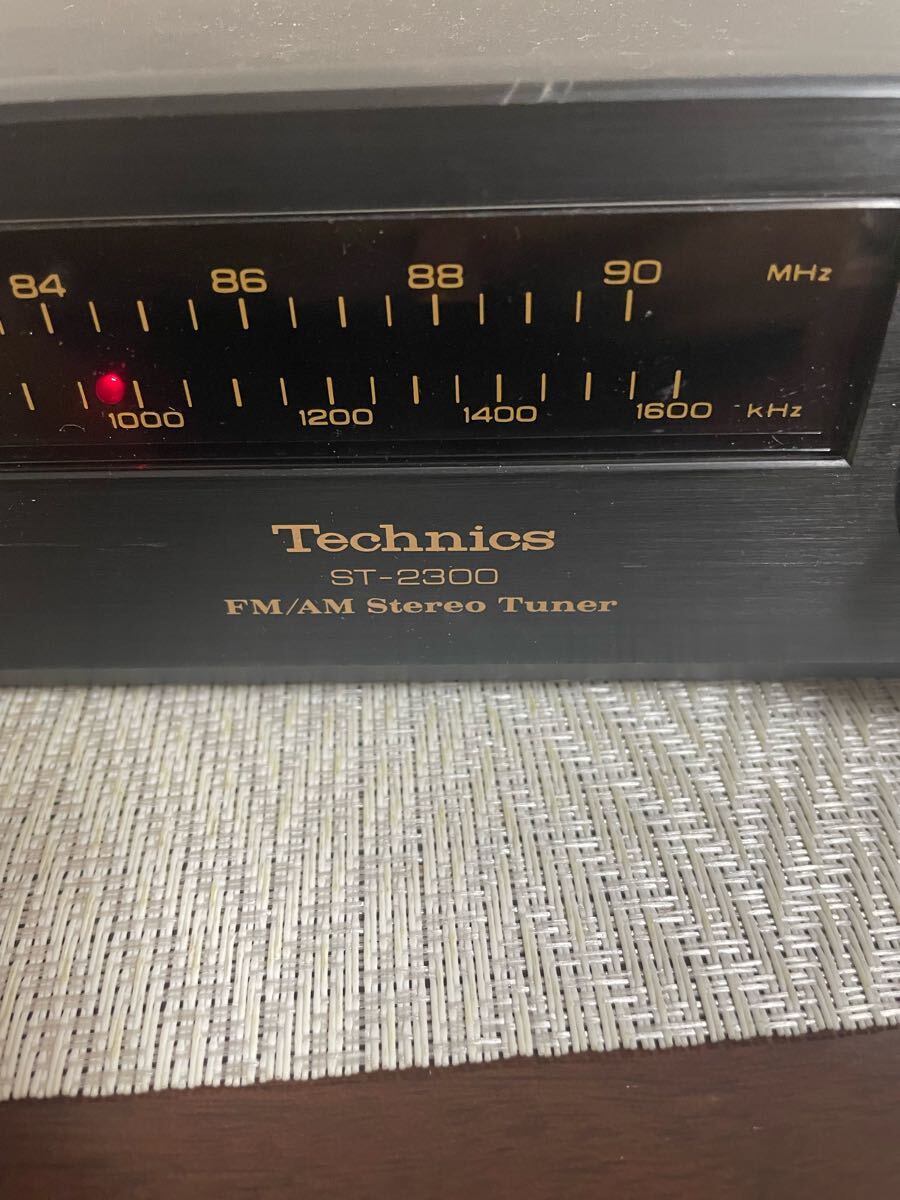 84 86 88 90 MHz
1000 1200 1400 1600 kHz
Technics
ST-2300
FM/AM Stereo Tuner